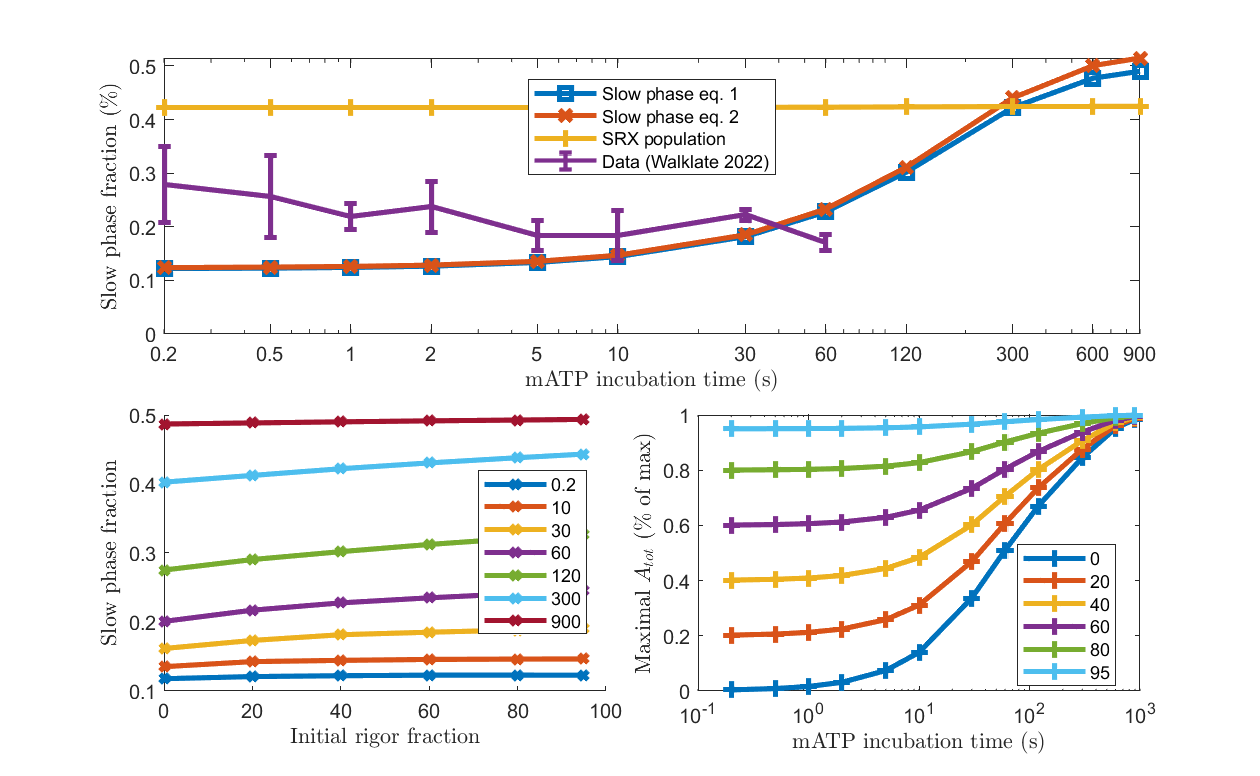 Slow phase fraction (%)
0.5
0.4
0.3
0.2
0.1
0
Slow phase eq. 1
Slow phase eq. 2
SRX population
Data (Walklate 2022)
0.2 0.5 1 2 5 10 30 60 120 300 600 900
mATP incubation time (s)
Slow phase fraction
0.5
0.4
0.3
0.2
0.1
0.2
10
30
60
120
300
900
0 20 40 60 80 100
Initial rigor fraction
Maximal A_{tot} (% of max)
1
0.8
0.6
0.4
0.2
0
0
20
40
60
80
95
10^{-1} 10^{0} 10^{1} 10^{2} 10^{3}
mATP incubation time (s)